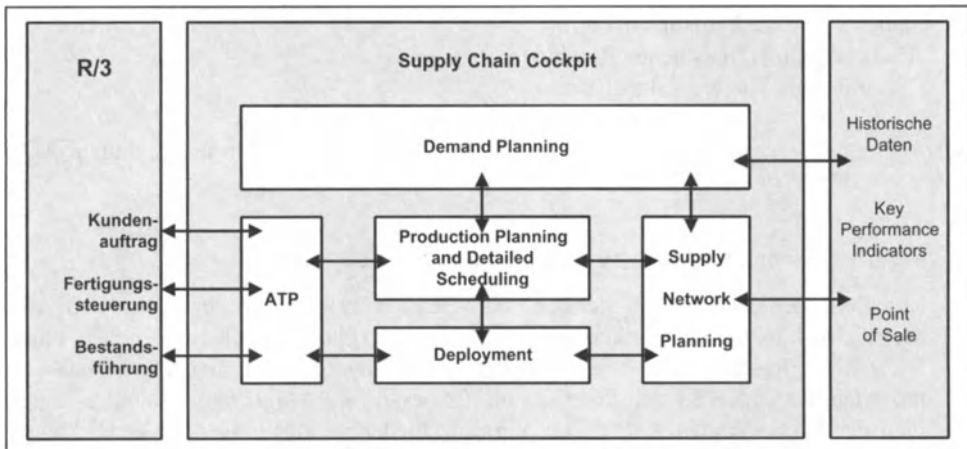 R/3
Kunden-
auftrag
Fertigungs-
steuerung
Bestands-
führung
Supply Chain Cockpit
Demand Planning
ATP
Production Planning
and Detailed
Scheduling
Deployment
Supply
Network
Planning
Historische
Daten
Key
Performance
Indicators
Point
of Sale